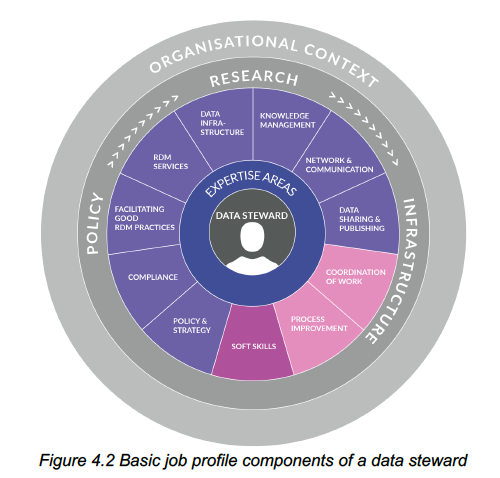 ORGANISATIONAL CONTEXT
RESEARCH
POLICY
INFRASTRUCTURE
>>>>>>>>>>
>>>>>>>>>>
DATA
INFRA-
STRUCTURE
KNOWLEDGE
MANAGEMENT
NETWORK &
COMMUNICATION
DATA
SHARING &
PUBLISHING
COORDINATION
OF WORK
PROCESS
IMPROVEMENT
SOFT SKILLS
POLICY &
STRATEGY
COMPLIANCE
FACILITATING
GOOD
RDM PRACTICES
RDM
SERVICES
EXPERTISE AREAS
DATA STEWARD
Figure 4.2 Basic job profile components of a data steward